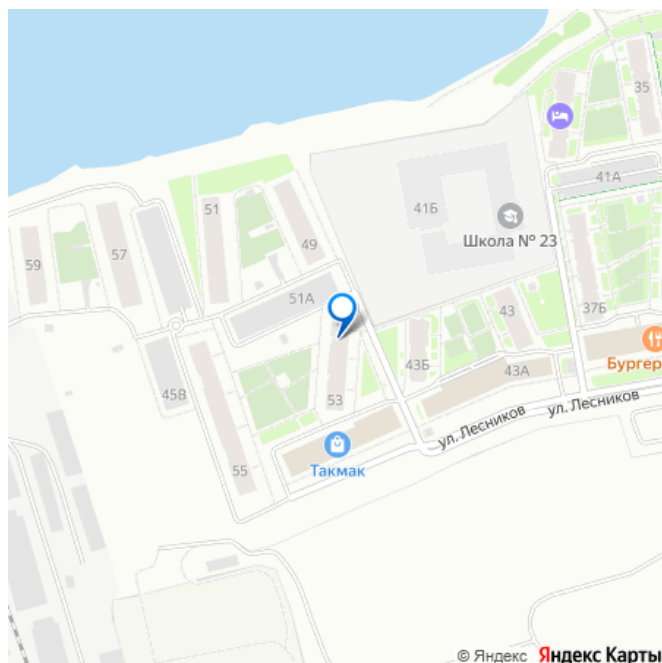 35
41А
41Б
51
Школа № 23
57
49
59
51А
43
37Б
43Б
Бургер
45В
53
43А
ул. Лесников
ул. Лесников
55
Такмак
© Яндекс Яндекс Карты